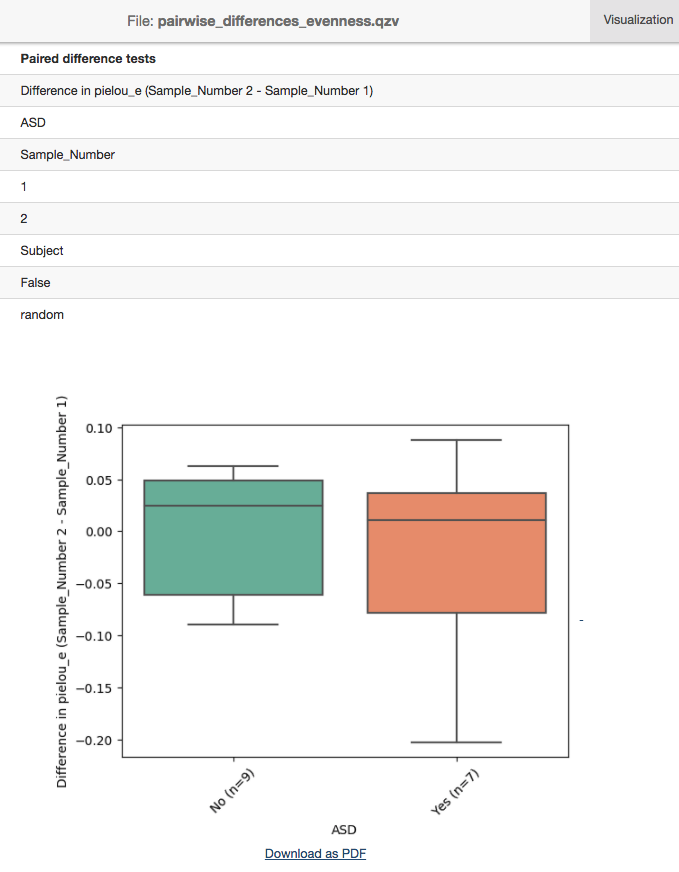 File: pairwise_differences_evenness.qzv
Visualization
Paired difference tests
Difference in pielou_e (Sample_Number 2 - Sample_Number 1)
ASD
Sample_Number
1
2
Subject
False
random
Difference in pielou_e (Sample_Number 2 - Sample_Number 1)
0.10
0.05
0.00
−0.05
−0.10
−0.15
−0.20
No (n=9)
Yes (n=7)
ASD
Download as PDF